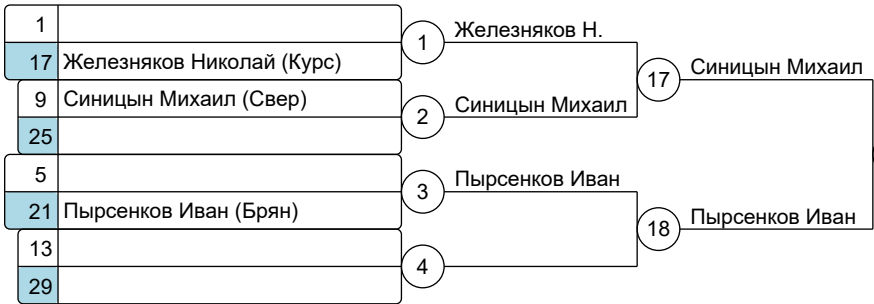 1
17 Железняков Николай (Курс)
9 Синицын Михаил (Свер)
25
5
21 Пырсенков Иван (Брян)
13
29
1 Железняков Н.
2 Синицын Михаил
3 Пырсенков Иван
4
17 Синицын Михаил
18 Пырсенков Иван